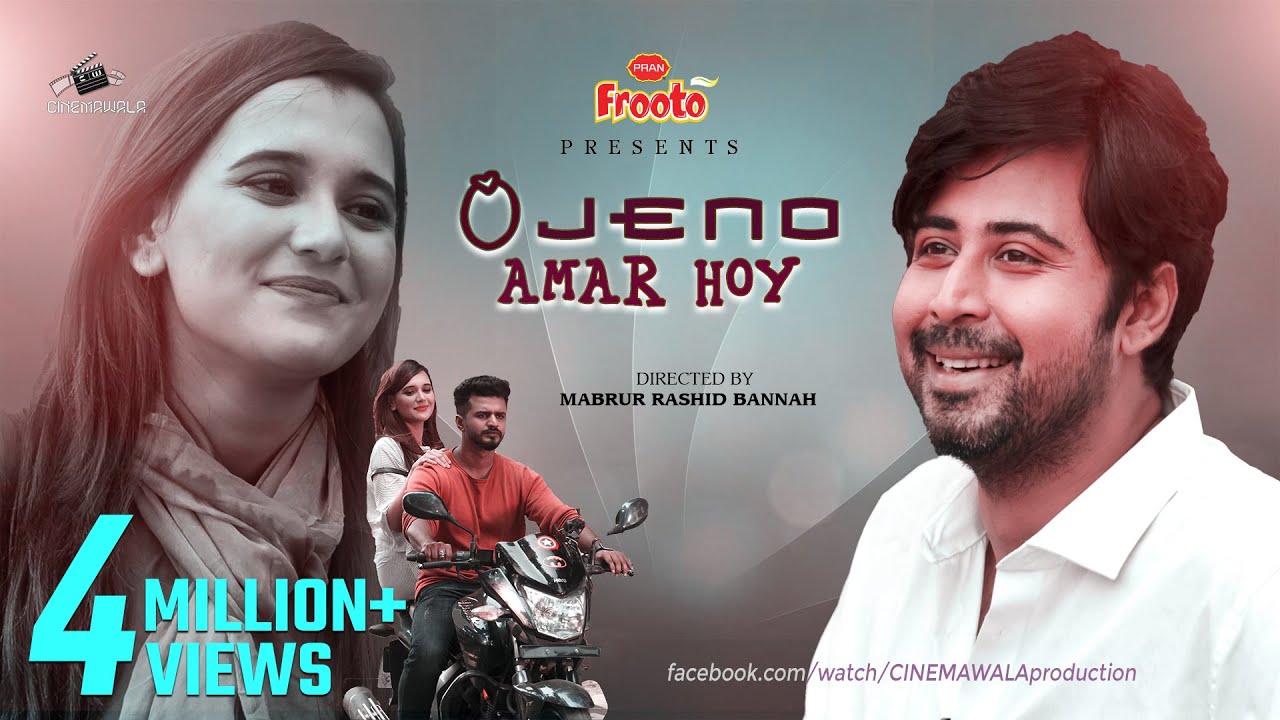 CINEMAWALA
PRAN
Frooto
PRESENTS
OJENO
AMAR HOY
DIRECTED BY
MABRUR RASHID BANNAH
4 MILLION+
VIEWS
facebook.com/watch/CINEMAWALAproduction